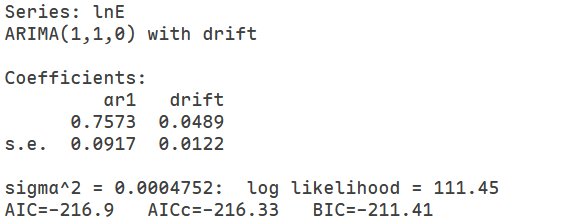 Series: lnE
ARIMA(1,1,0) with drift
Coefficients:
ar1 drift
0.7573 0.0489
s.e. 0.0917 0.0122
sigma^2 = 0.0004752: log likelihood = 111.45
AIC=-216.9 AICc=-216.33 BIC=-211.41